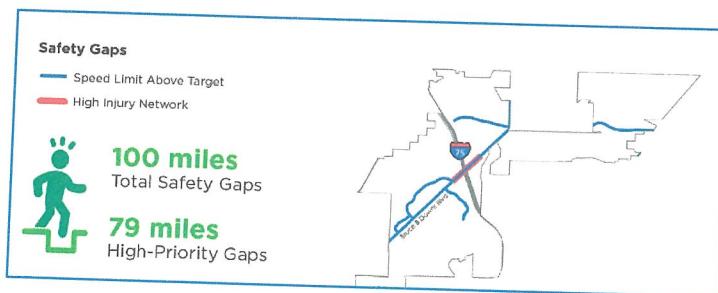 Safety Gaps
Speed Limit Above Target
High Injury Network
100 miles
Total Safety Gaps
79 miles
High-Priority Gaps
75
Bruce B Downs Blvd